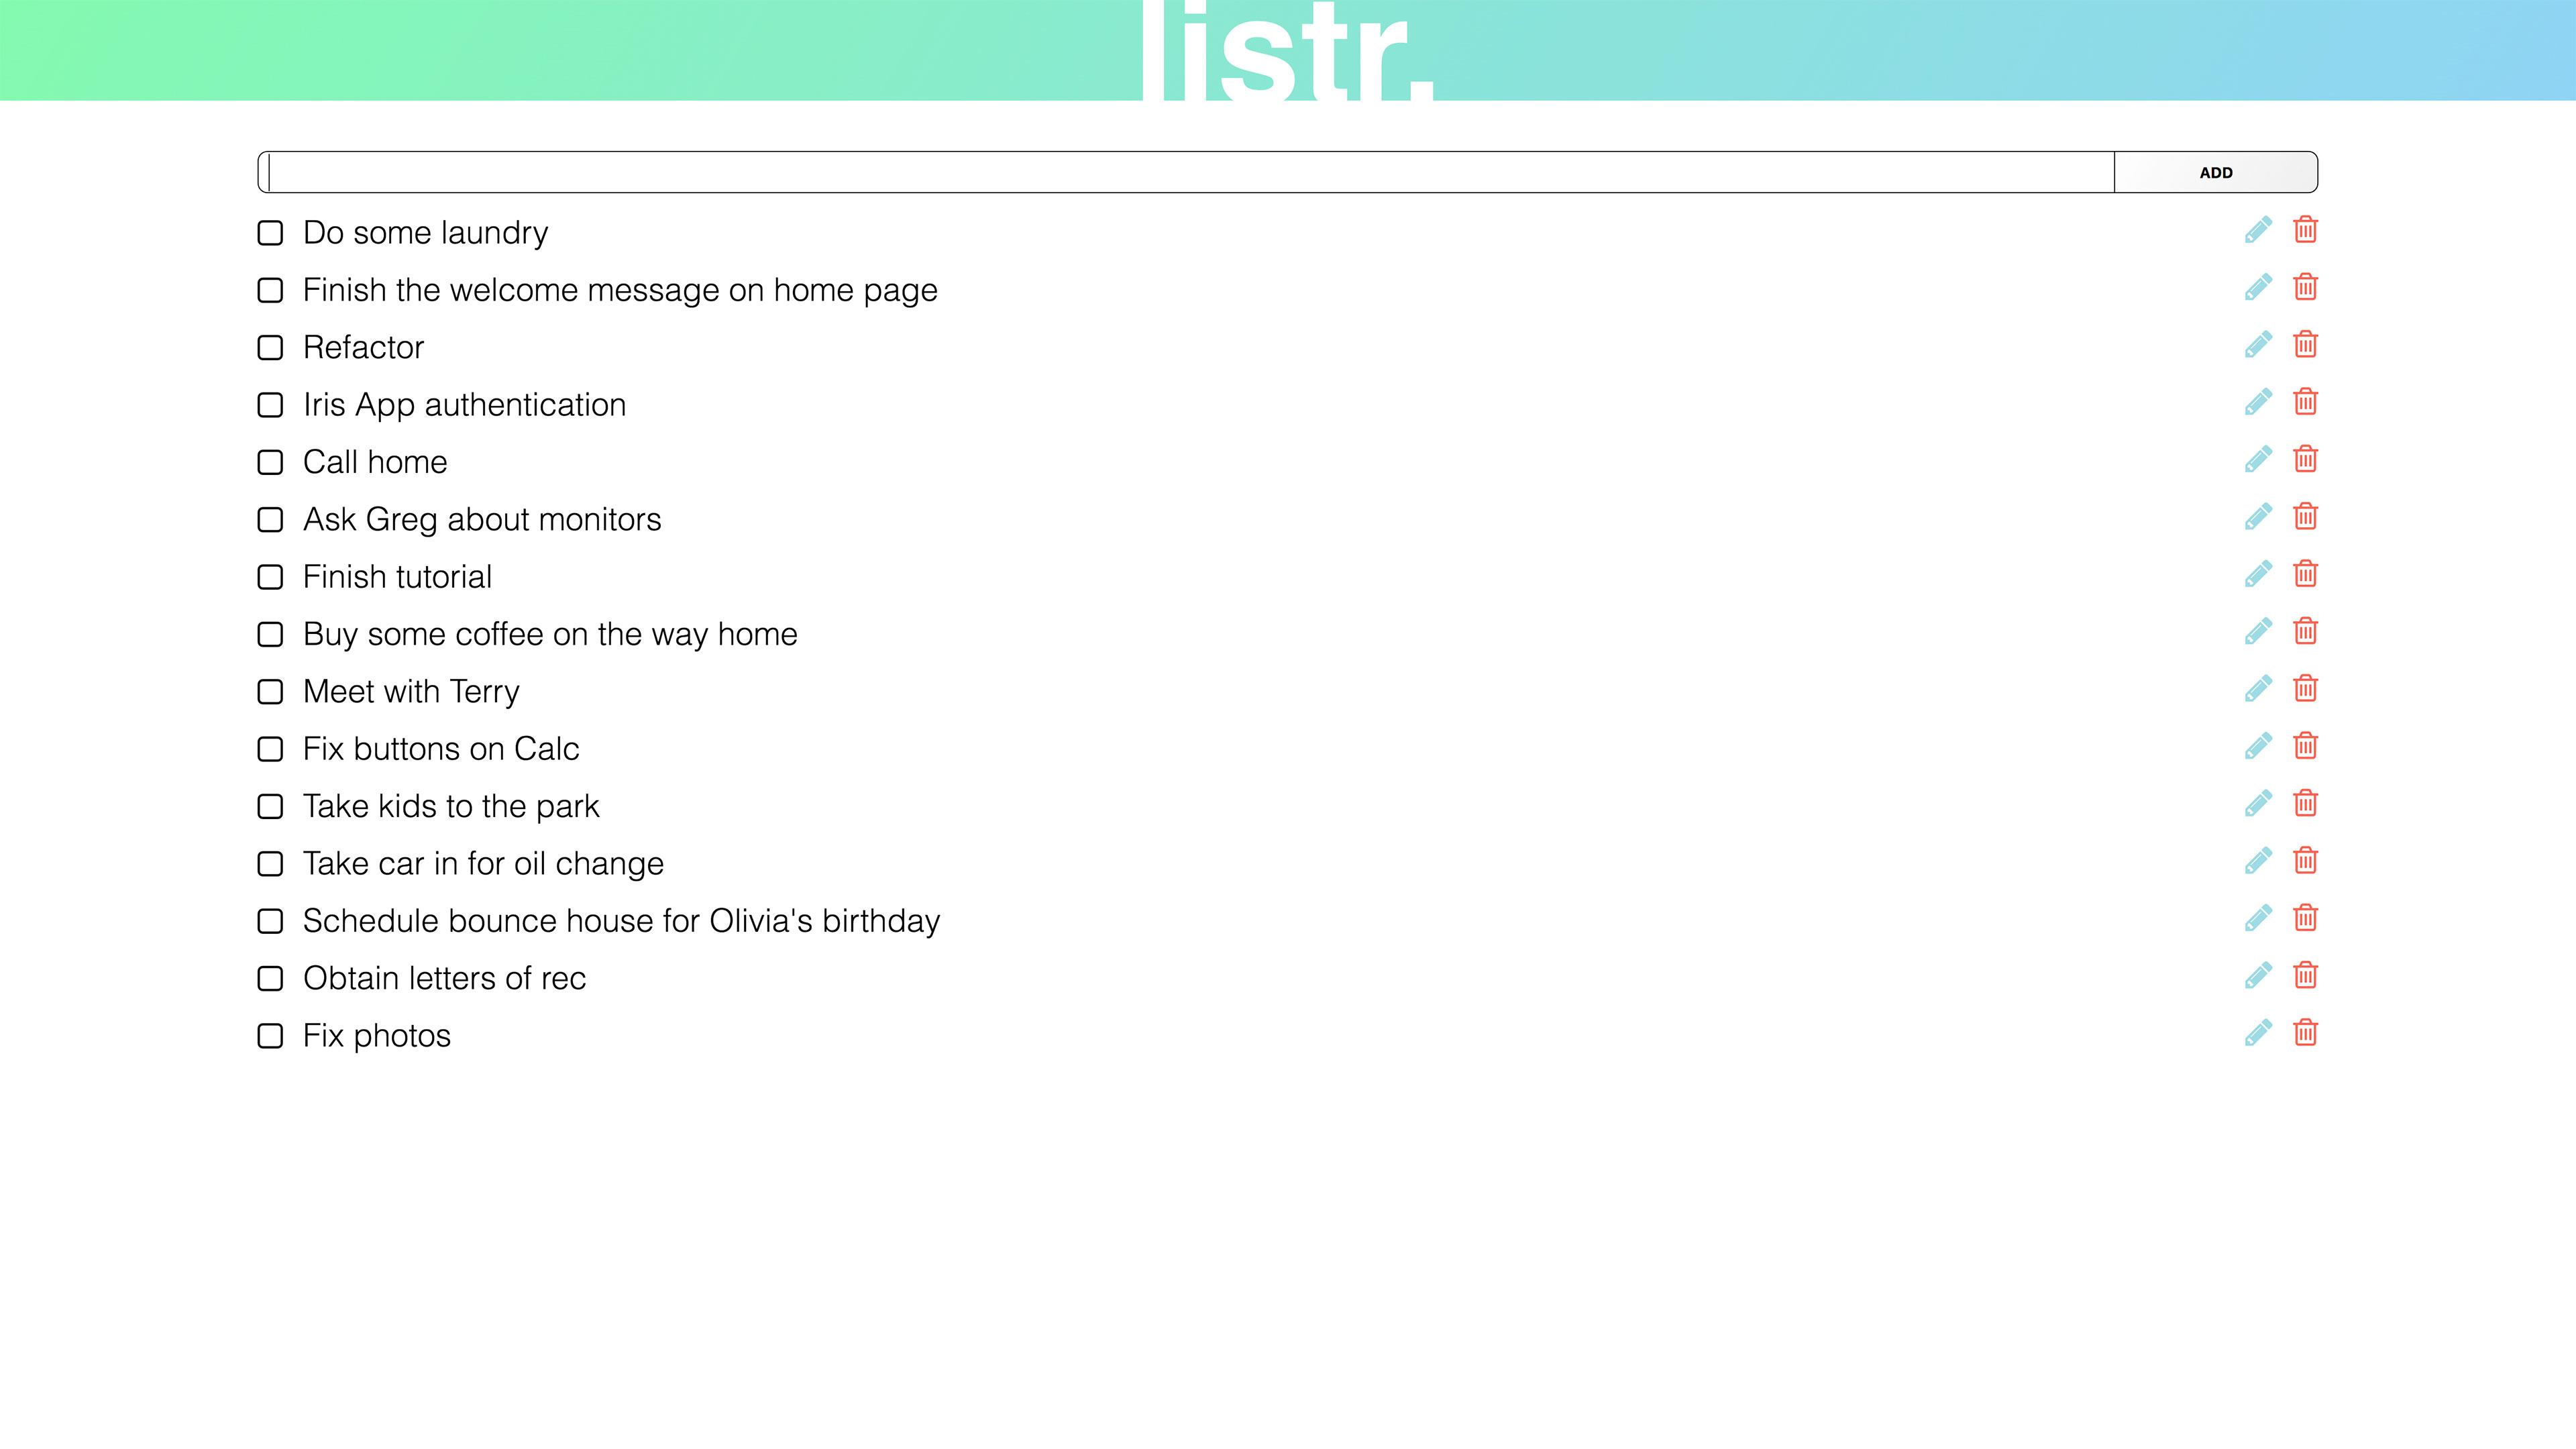 listr.
ADD
Do some laundry
Finish the welcome message on home page
Refactor
Iris App authentication
Call home
Ask Greg about monitors
Finish tutorial
Buy some coffee on the way home
Meet with Terry
Fix buttons on Calc
Take kids to the park
Take car in for oil change
Schedule bounce house for Olivia's birthday
Obtain letters of rec
Fix photos